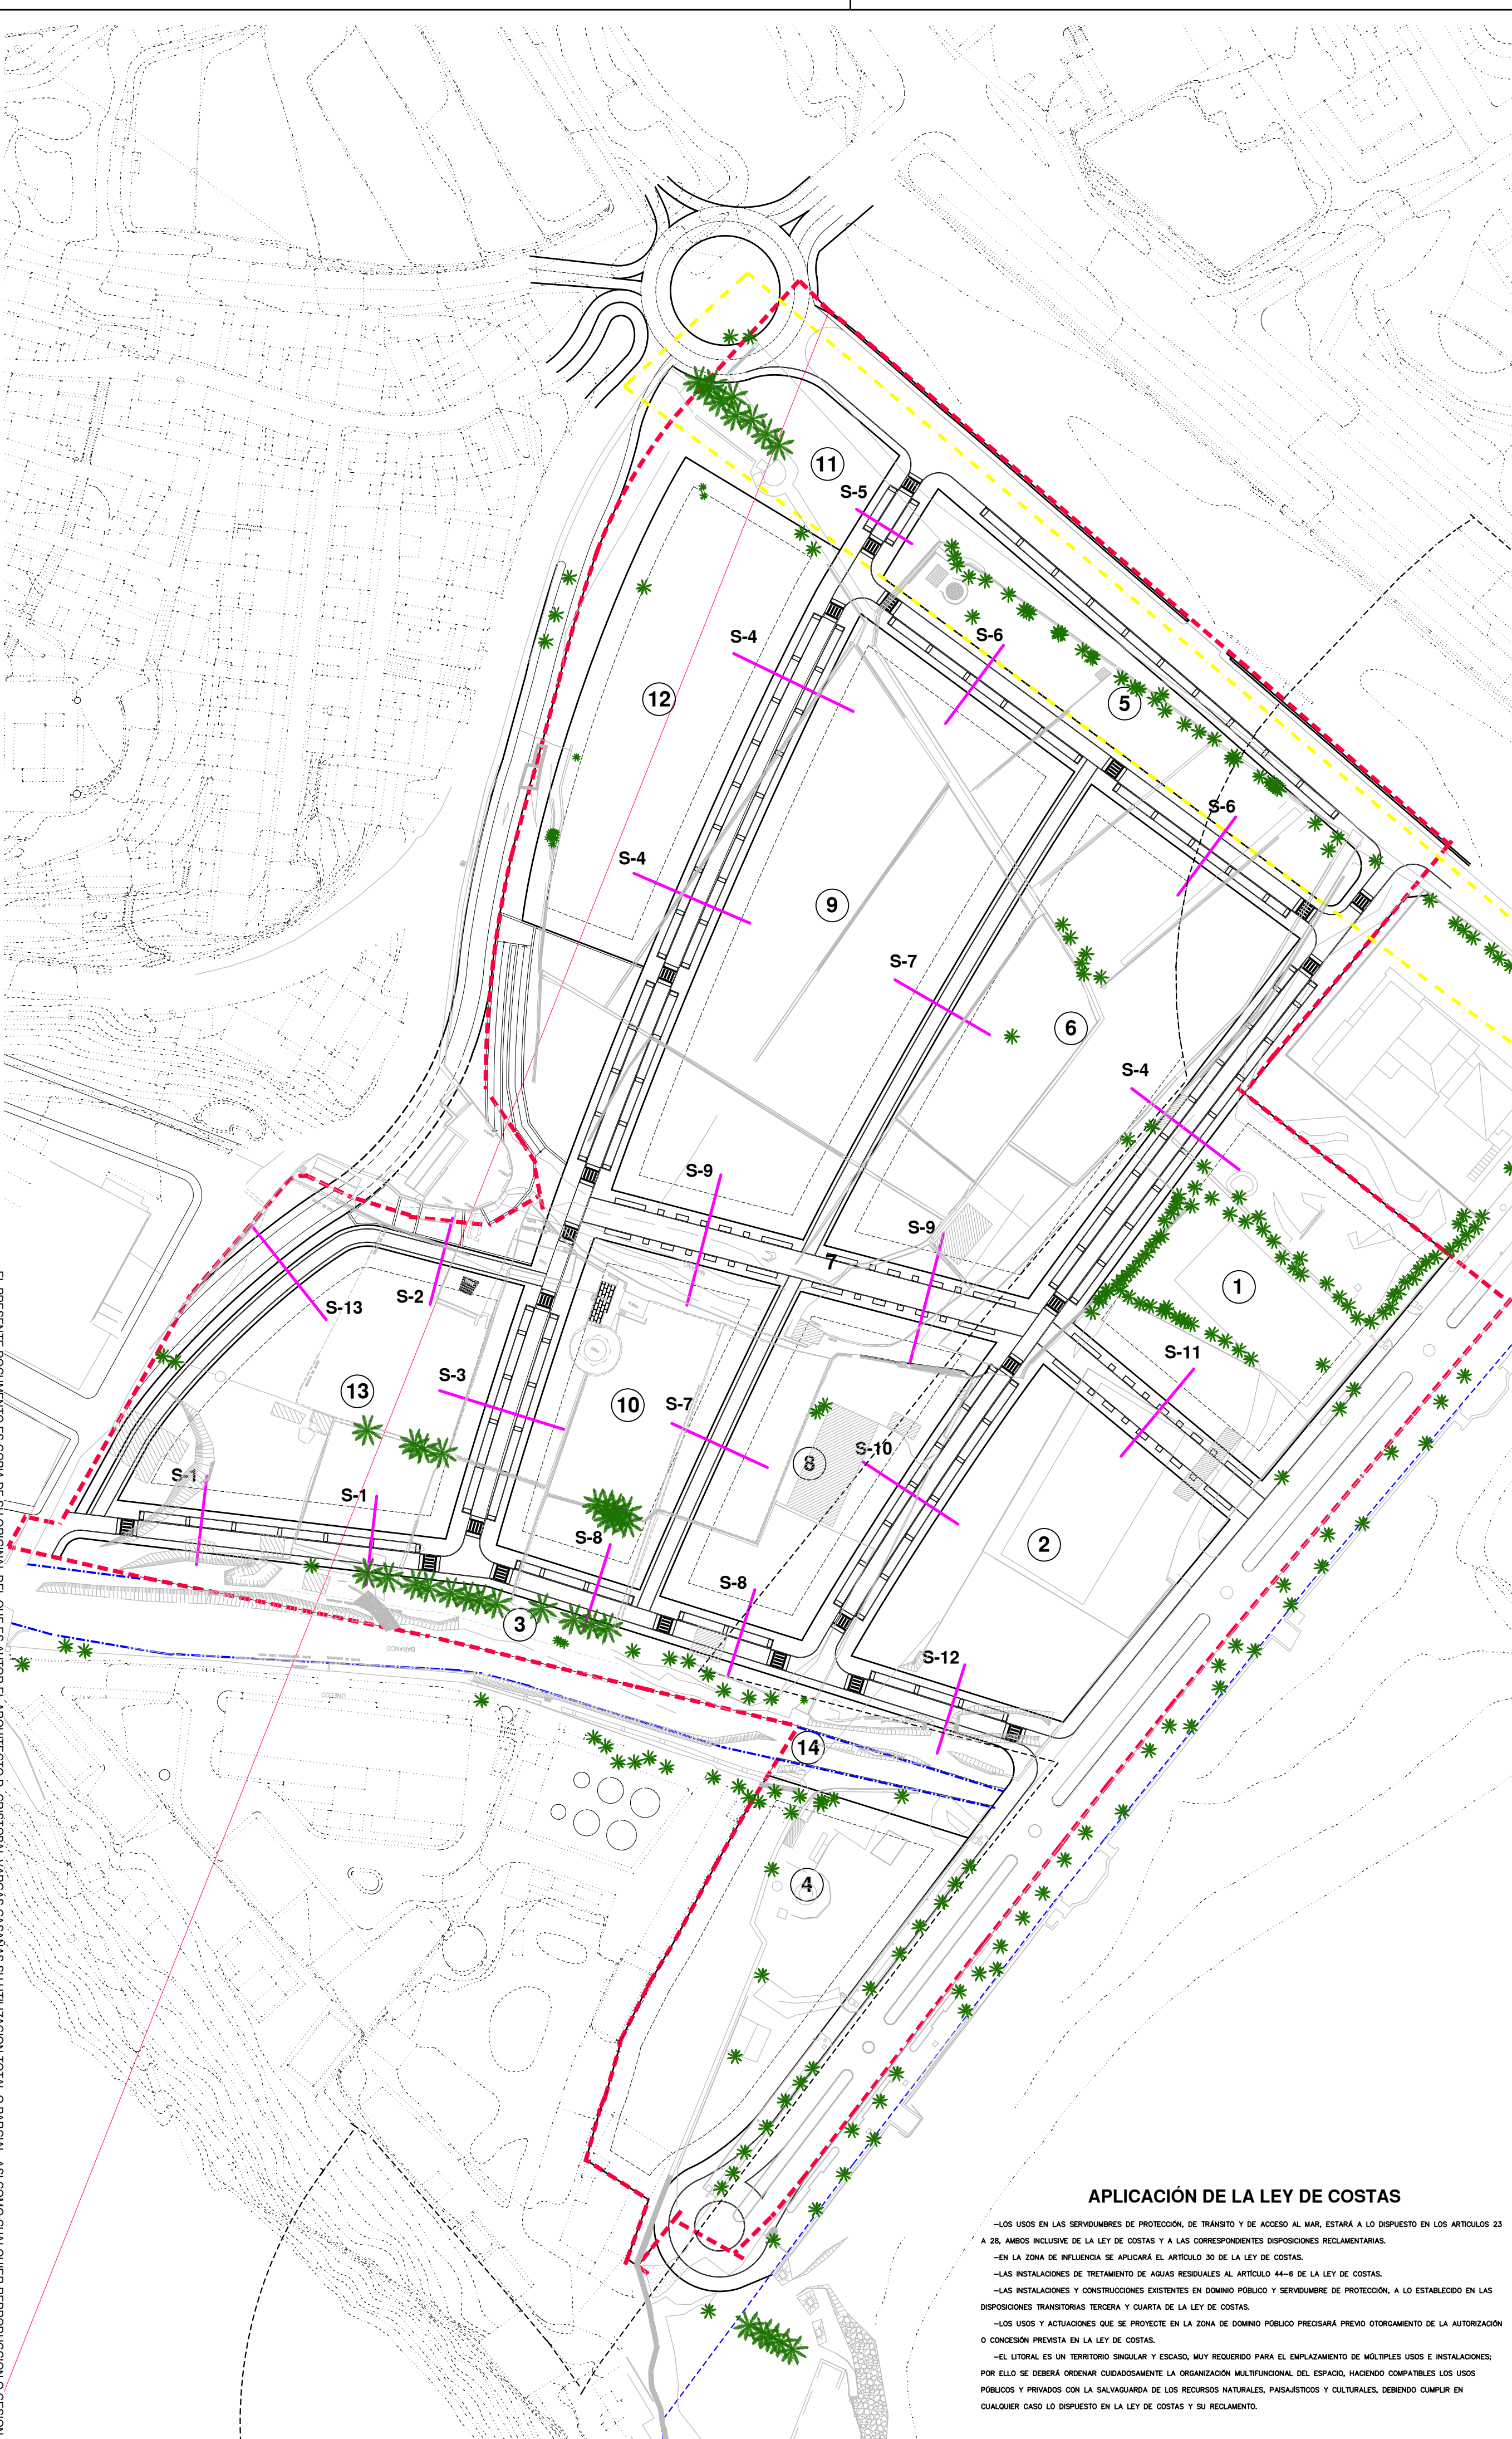 11
S-5
S-4
S-6
12
5
S-6
S-4
9
S-7
6
S-4
S-9
S-9
7
1
S-13
S-2
S-11
S-3
13
10
S-7
S-10
8
S-1
S-1
S-8
2
S-8
3
S-12
BARRANCO
14
4
APLICACIÓN DE LA LEY DE COSTAS
–LOS USOS EN LAS SERVIDUMBRES DE PROTECCIÓN, DE TRÁNSITO Y DE ACCESO AL MAR, ESTARÁ A LO DISPUESTO EN LOS ARTICULOS 23
A 28, AMBOS INCLUSIVE DE LA LEY DE COSTAS Y A LAS CORRESPONDIENTES DISPOSICIONES RECLAMENTARIAS.
–EN LA ZONA DE INFLUENCIA SE APLICARÁ EL ARTÍCULO 30 DE LA LEY DE COSTAS.
–LAS INSTALACIONES DE TRETAMIENTO DE AGUAS RESIDUALES AL ARTÍCULO 44–6 DE LA LEY DE COSTAS.
–LAS INSTALACIONES Y CONSTRUCCIONES EXISTENTES EN DOMINIO PÚBLICO Y SERVIDUMBRE DE PROTECCIÓN, A LO ESTABLECIDO EN LAS
DISPOSICIONES TRANSITORIAS TERCERA Y CUARTA DE LA LEY DE COSTAS.
–LOS USOS Y ACTUACIONES QUE SE PROYECTE EN LA ZONA DE DOMINIO PÚBLICO PRECISARÁ PREVIO OTORGAMIENTO DE LA AUTORIZACIÓN
O CONCESIÓN PREVISTA EN LA LEY DE COSTAS.
–EL LITORAL ES UN TERRITORIO SINGULAR Y ESCASO, MUY REQUERIDO PARA EL EMPLAZAMIENTO DE MÚLTIPLES USOS E INSTALACIONES;
POR ELLO SE DEBERÁ ORDENAR CUIDADOSAMENTE LA ORGANIZACIÓN MULTIFUNCIONAL DEL ESPACIO, HACIENDO COMPATIBLES LOS USOS
PÚBLICOS Y PRIVADOS CON LA SALVAGUARDA DE LOS RECURSOS NATURALES, PAISAJÍSTICOS Y CULTURALES, DEBIENDO CUMPLIR EN
CUALQUIER CASO LO DISPUESTO EN LA LEY DE COSTAS Y SU RECLAMENTO.